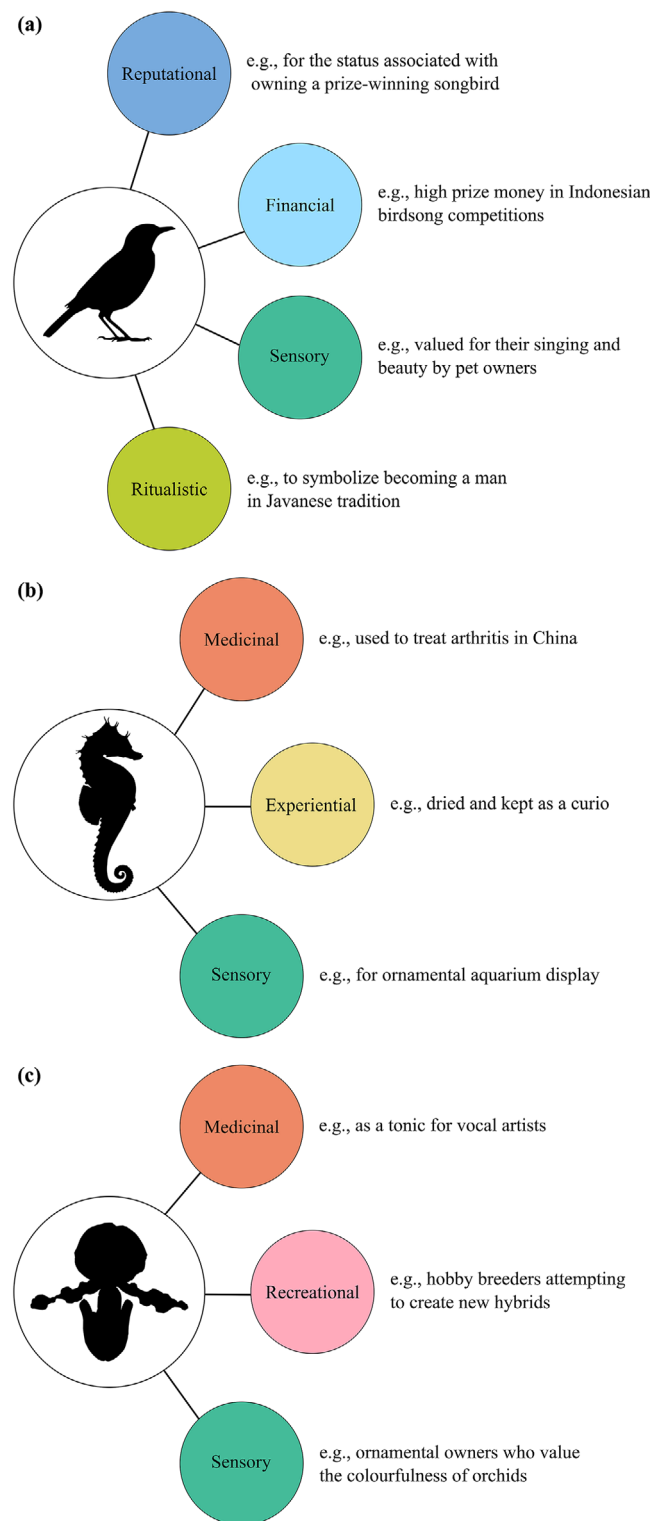 (a)
Reputational
e.g., for the status associated with
owning a prize-winning songbird
Financial
e.g., high prize money in Indonesian
birdsong competitions
Sensory
e.g., valued for their singing and
beauty by pet owners
Ritualistic
e.g., to symbolize becoming a man
in Javanese tradition
(b)
Medicinal
e.g., used to treat arthritis in China
Experiential
e.g., dried and kept as a curio
Sensory
e.g., for ornamental aquarium display
(c)
Medicinal
e.g., as a tonic for vocal artists
Recreational
e.g., hobby breeders attempting
to create new hybrids
Sensory
e.g., ornamental owners who value
the colourfulness of orchids